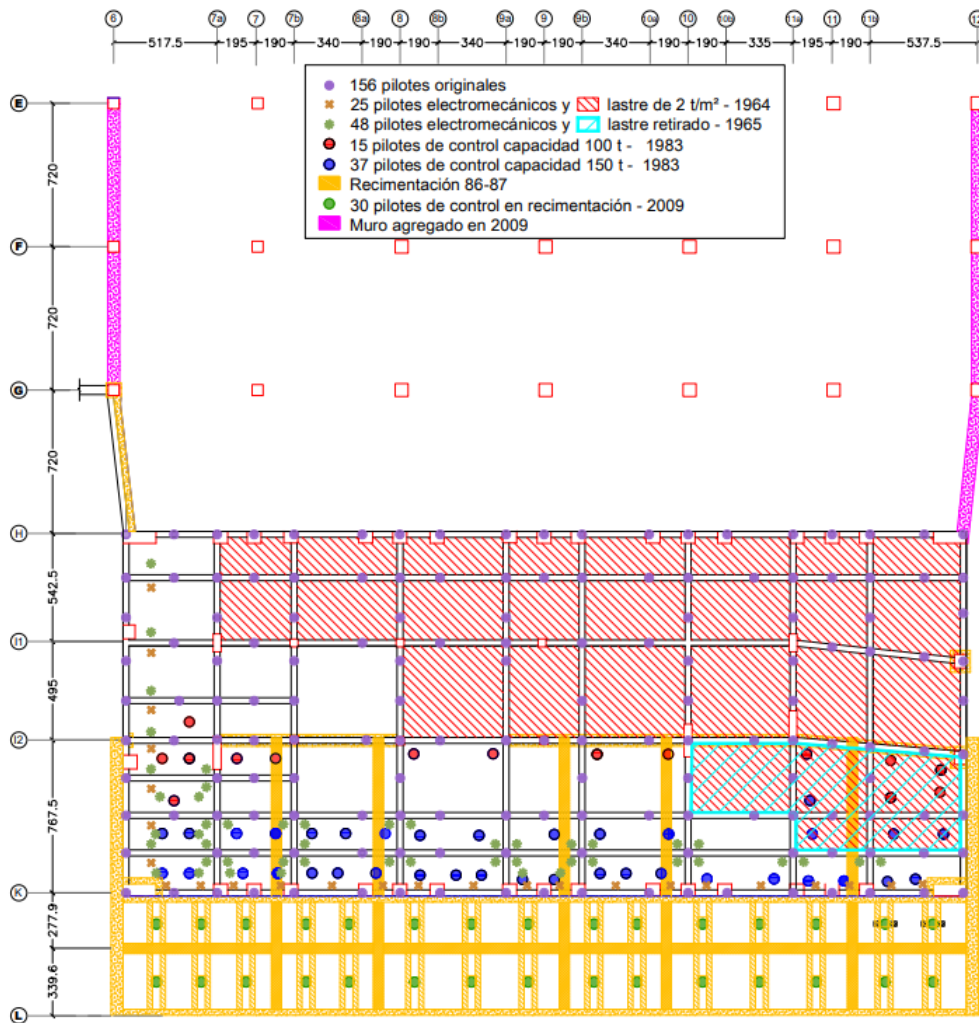 6 7a 7 7b 8a 8 8b 9a 9 9b 10a 10 10b 11a 11 11b 12
517.5 195 190 340 190 190 340 190 190 340 190 190 335 195 190 537.5
156 pilotes originales
25 pilotes electromecánicos y lastre de 2 t/m² - 1964
48 pilotes electromecánicos y lastre retirado - 1965
15 pilotes de control capacidad 100 t - 1983
37 pilotes de control capacidad 150 t - 1983
Recimentación 86-87
30 pilotes de control en recimentación - 2009
Muro agregado en 2009
E
720
F
720
G
720
H
542.5
I1
495
I2
767.5
K
277.9
339.6
L